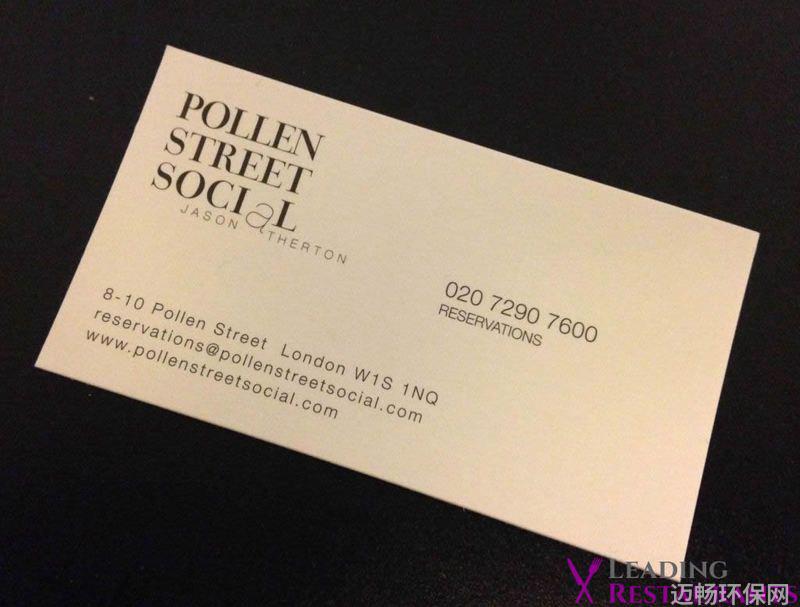 POLLEN
STREET
SOCIaL
JASON ATHERTON
020 7290 7600
RESERVATIONS
8-10 Pollen Street London W1S 1NQ
reservations@pollenstreetsocial.com
www.pollenstreetsocial.com
LEADING
迈畅环保网